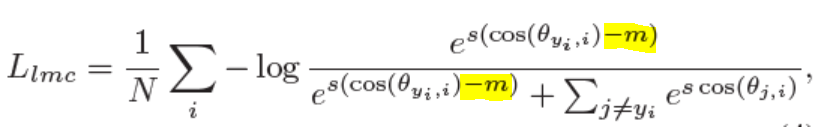 $L_{lmc} = \frac{1}{N} \sum_{i} -\log \frac{e^{s(\cos(\theta_{y_i,i})-m)}}{e^{s(\cos(\theta_{y_i,i})-m)} + \sum_{j \neq y_i} e^{s\cos(\theta_{j,i})}},$